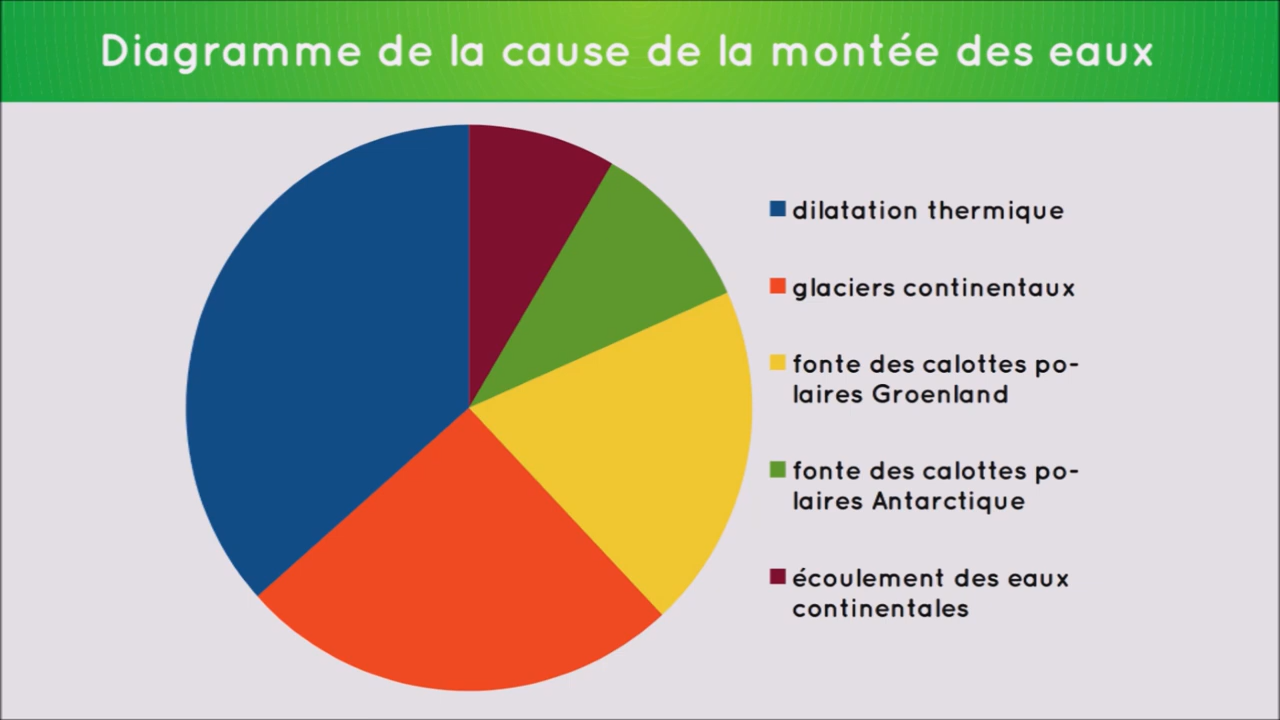 Diagramme de la cause de la montée des eaux
dilatation thermique
glaciers continentaux
fonte des calottes po-
laires Groenland
fonte des calottes po-
laires Antarctique
écoulement des eaux
continentales